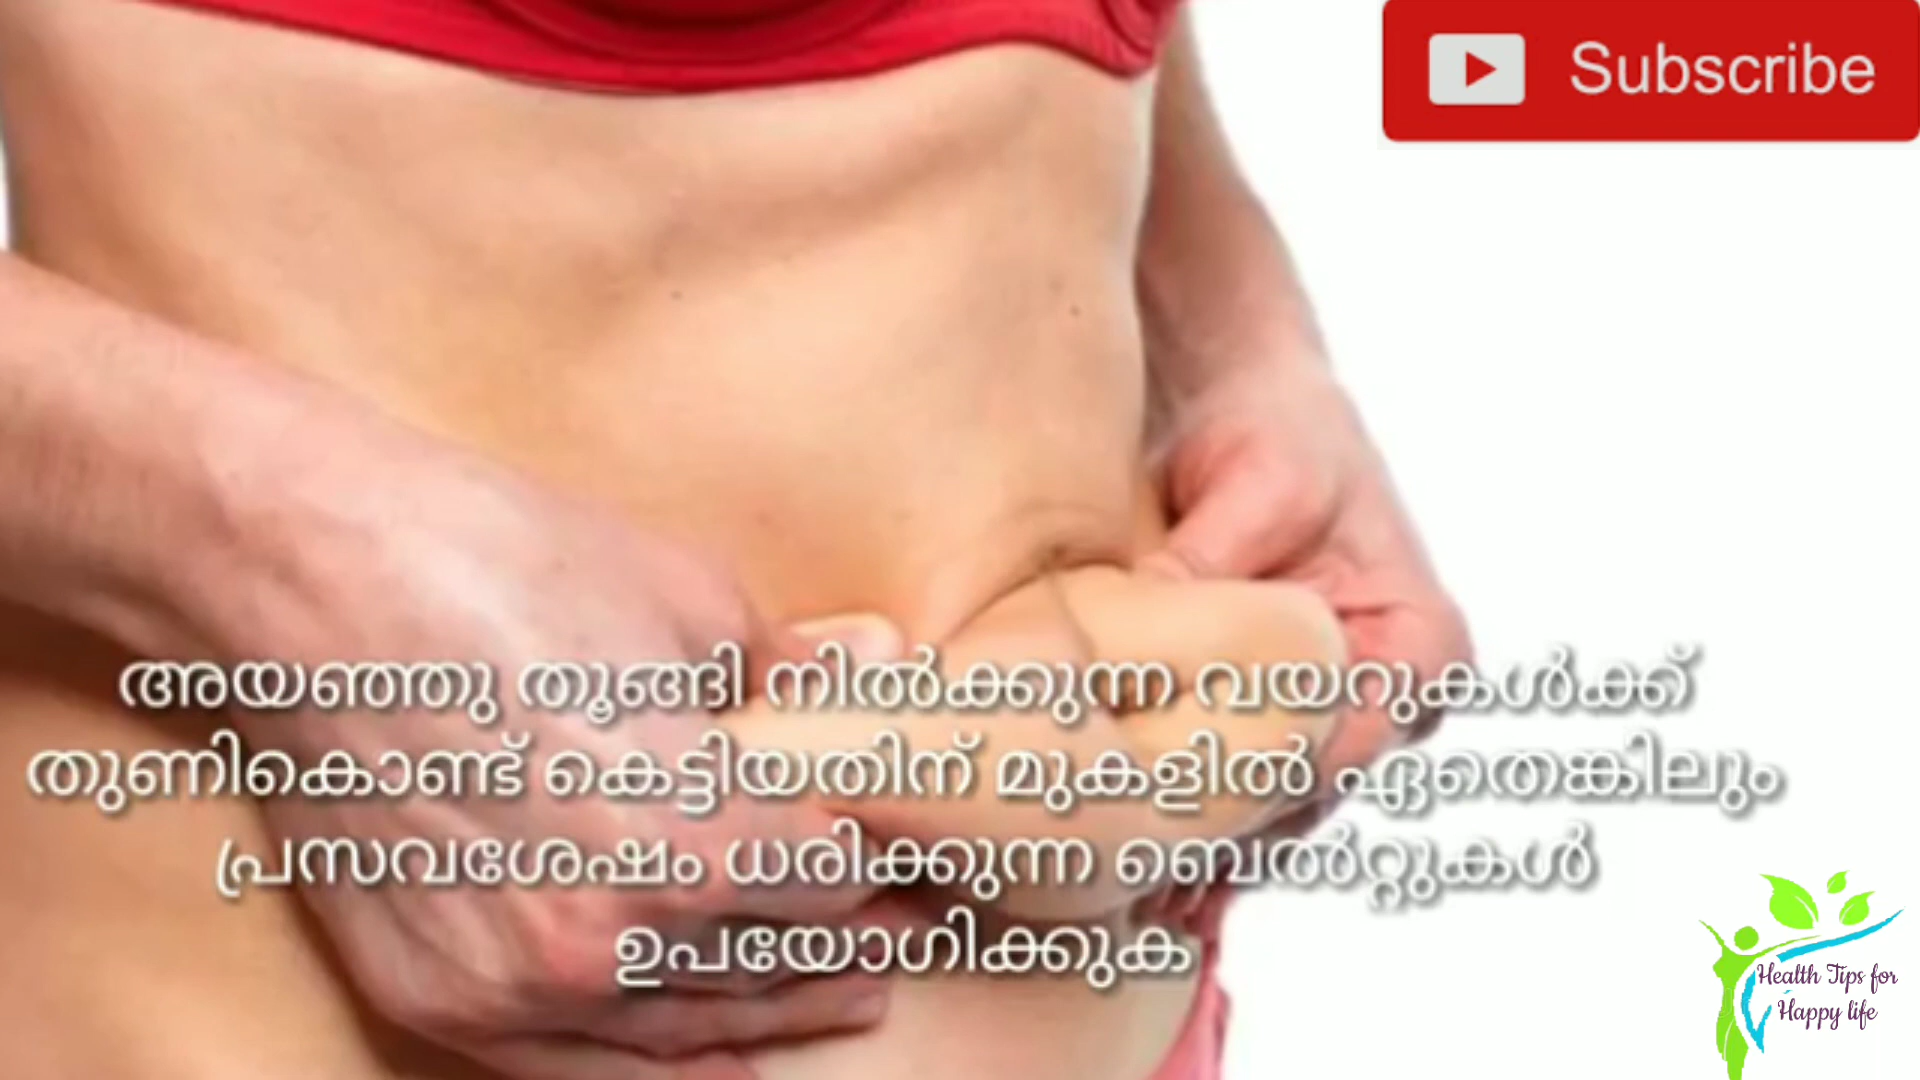 Subscribe
അയഞ്ഞു തൂങ്ങി നിൽക്കുന്ന വയറുകൾക്ക്
തുണികൊണ്ട് കെട്ടിയതിന് മുകളിൽ ഏതെങ്കിലും
പ്രസവശേഷം ധരിക്കുന്ന ബെൽറ്റുകൾ
ഉപയോഗിക്കുക
Health Tips for
Happy life